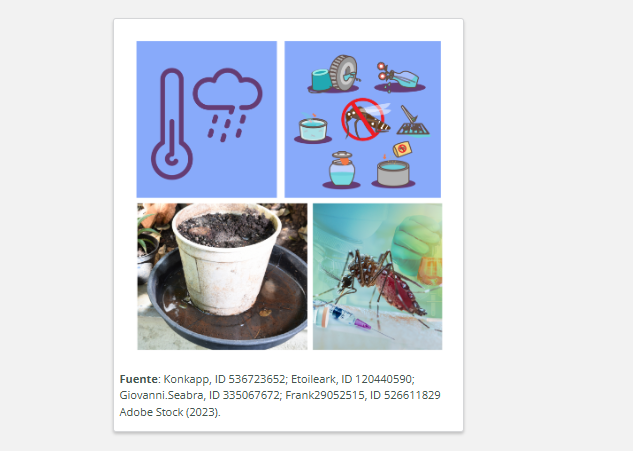 Fuente: Konkapp, ID 536723652; Etoileark, ID 120440590;
Giovanni.Seabra, ID 335067672; Frank29052515, ID 526611829
Adobe Stock (2023).